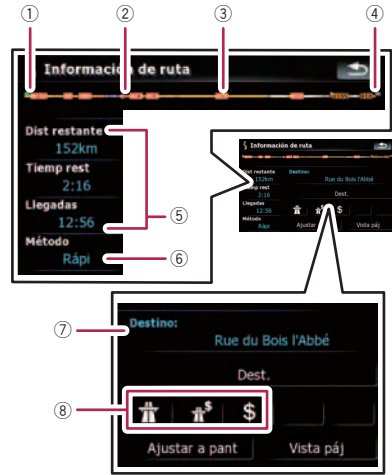 ① ② ③ ④
Información de ruta
Dist restante
152km
Tiemp rest
2:16
Llegadas
12:56
Método
Rápi
⑤
⑥
Información de ruta
Dist restante
152km
Tiemp rest
2:16
Llegadas
12:56
Método
Rápi
Destino:
Rue du Bois l'Abbé
Dest.
$ $
Ajustar
Vista páj
⑦
Destino:
Rue du Bois l'Abbé
Dest.
⑧
$ $
Ajustar a pant
Vista páj